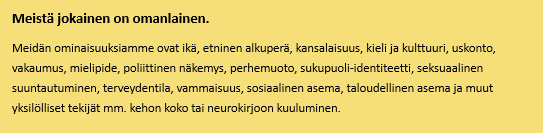 Meistä jokainen on omanlainen.
Meidän ominaisuuksiamme ovat ikä, etninen alkuperä, kansalaisuus, kieli ja kulttuuri, uskonto,
vakaumus, mielipide, poliittinen näkemys, perhemuoto, sukupuoli-identiteetti, seksuaalinen
suuntautuminen, terveydentila, vammaisuus, sosiaalinen asema, taloudellinen asema ja muut
yksilölliset tekijät mm. kehon koko tai neurokirjoon kuuluminen.